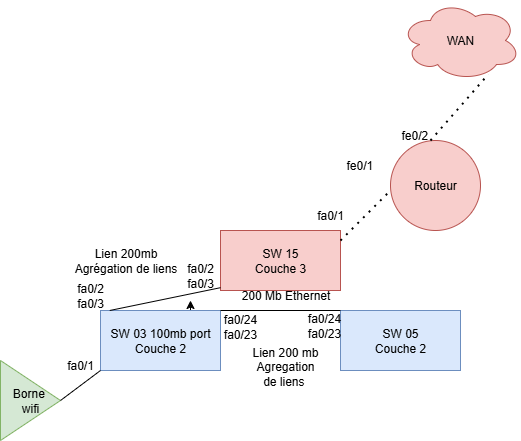 WAN
fe0/2
fe0/1
Routeur
fa0/1
SW 15
Couche 3
Lien 200mb
Agrégation de liens
fa0/2
fa0/3
fa0/2
fa0/3
200 Mb Ethernet
SW 03 100mb port
Couche 2
fa0/24
fa0/23
fa0/24
fa0/23
SW 05
Couche 2
Lien 200 mb
Agregation
de liens
fa0/1
Borne
wifi